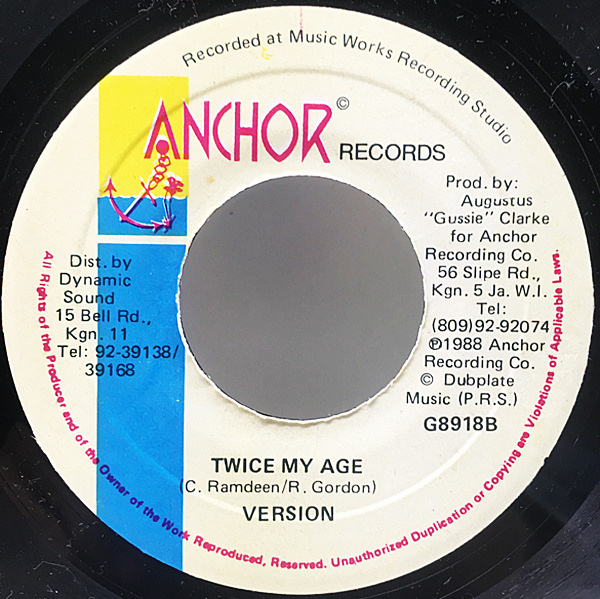 Recorded at Music Works Recording Studio
ANCHOR ©
RECORDS
Prod. by:
Augustus
"Gussie" Clarke
for Anchor
Recording Co.
56 Slipe Rd.,
Kgn. 5 Ja. W.I.
Tel:
(809)92-92074
℗1988 Anchor
Recording Co.
© Dubplate
Music (P.R.S.)
G8918B
Dist. by
Dynamic
Sound
15 Bell Rd.,
Kgn. 11
Tel: 92-39138/
39168
TWICE MY AGE
(C. Ramdeen/R. Gordon)
VERSION
All Rights of the Producer and of the Owner of the Work Reproduced, Reserved. Unauthorized Duplication or Copying are Violations of Applicable Laws.